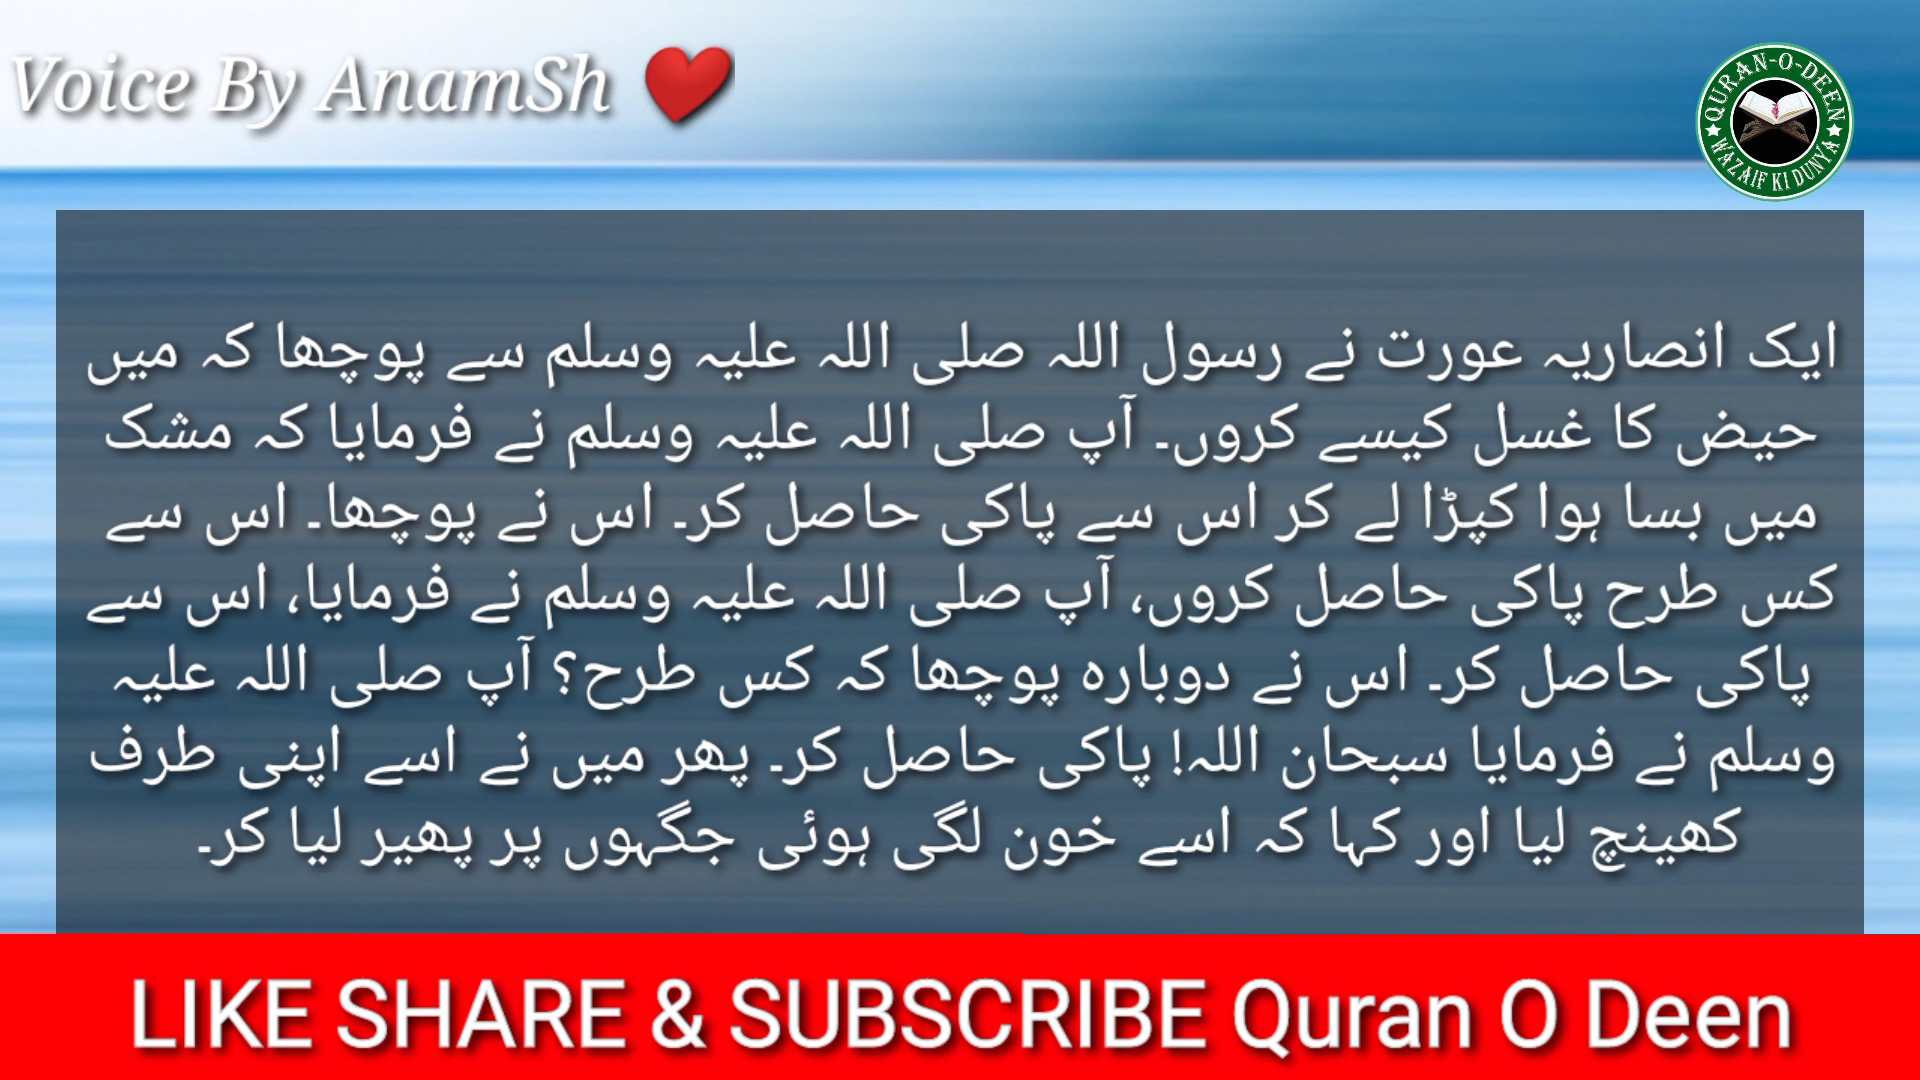 Voice By AnamSh ❤️
QURAN-O-DEEN
WAZAIF KI DUNYA
ایک انصاریہ عورت نے رسول اللہ صلی اللہ علیہ وسلم سے پوچھا کہ میں
حیض کا غسل کیسے کروں۔ آپ صلی اللہ علیہ وسلم نے فرمایا کہ مشک
میں بسا ہوا کپڑا لے کر اس سے پاکی حاصل کر۔ اس نے پوچھا۔ اس سے
کس طرح پاکی حاصل کروں، آپ صلی اللہ علیہ وسلم نے فرمایا، اس سے
پاکی حاصل کر۔ اس نے دوبارہ پوچھا کہ کس طرح؟ آپ صلی اللہ علیہ
وسلم نے فرمایا سبحان اللہ! پاکی حاصل کر۔ پھر میں نے اسے اپنی طرف
کھینچ لیا اور کہا کہ اسے خون لگی ہوئی جگہوں پر پھیر لیا کر۔
LIKE SHARE & SUBSCRIBE Quran O Deen